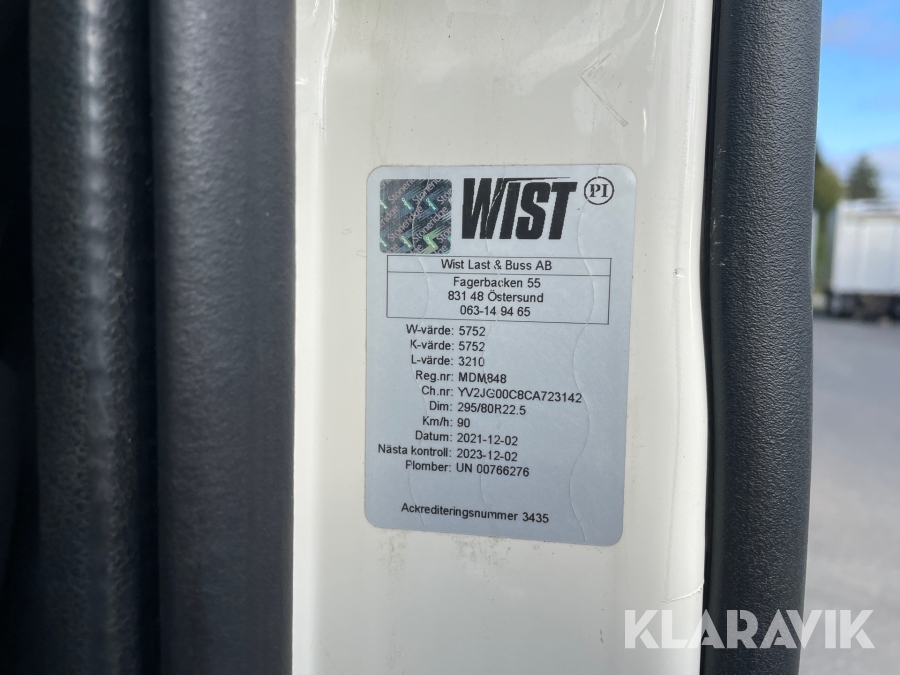 WIST PI
Wist Last & Buss AB
Fagerbacken 55
831 48 Östersund
063-14 94 65
W-värde: 5752
K-värde: 5752
L-värde: 3210
Reg.nr: MDM848
Ch.nr: YV2JG00C8CA723142
Dim: 295/80R22.5
Km/h: 90
Datum: 2021-12-02
Nästa kontroll: 2023-12-02
Plomber: UN 00766276
Ackrediteringsnummer 3435
KLARAVIK